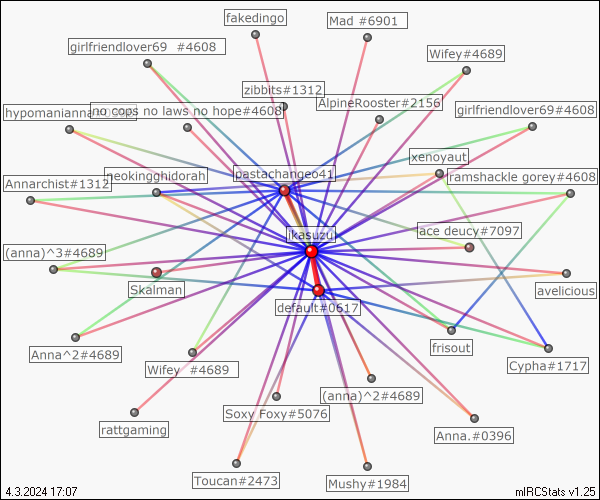 fakedingo
Mad #6901
girlfriendlover69 #4608
Wifey#4689
zibbits#1312
AlpineRooster#2156
hypomanianna
no cops no laws no hope#4608
girlfriendlover69#4608
xenoyaut
neokingghidorah
pastachangeo41
ramshackle gorey#4608
Annarchist#1312
jkasuzu
ace deucy#7097
(anna)^3#4689
Skalman
avelicious
default#0617
frisout
Anna^2#4689
Cypha#1717
Wifey #4689
(anna)^2#4689
Soxy Foxy#5076
rattgaming
Anna.#0396
Toucan#2473
Mushy#1984
4.3.2024 17:07
mIRCStats v1.25